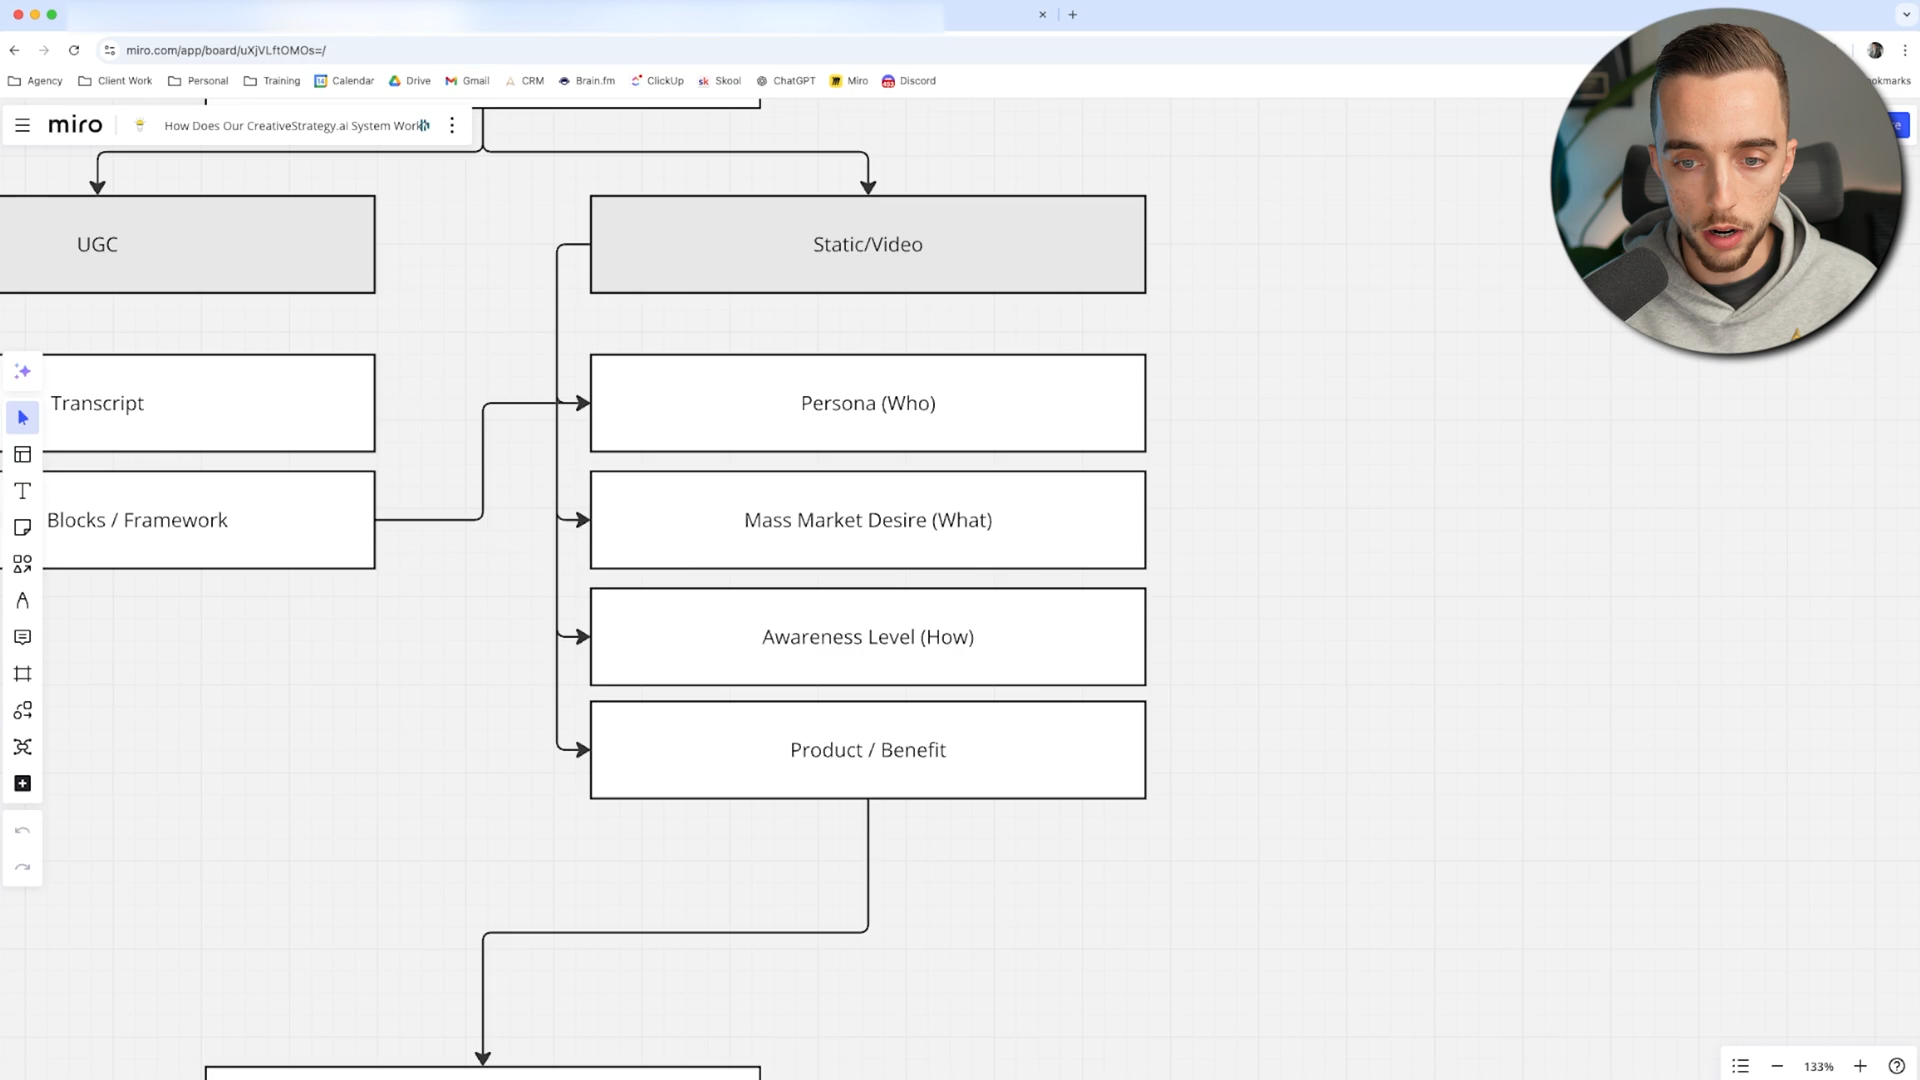 miro.com/app/board/uXjVLftOMOs=/
Agency Client Work Personal Training Calendar Drive Gmail CRM Brain.fm ClickUp sk Skool ChatGPT Miro Discord okmarks
miro How Does Our CreativeStrategy.ai System Work
UGC
Static/Video
Transcript
Persona (Who)
Blocks / Framework
Mass Market Desire (What)
Awareness Level (How)
Product / Benefit
133%